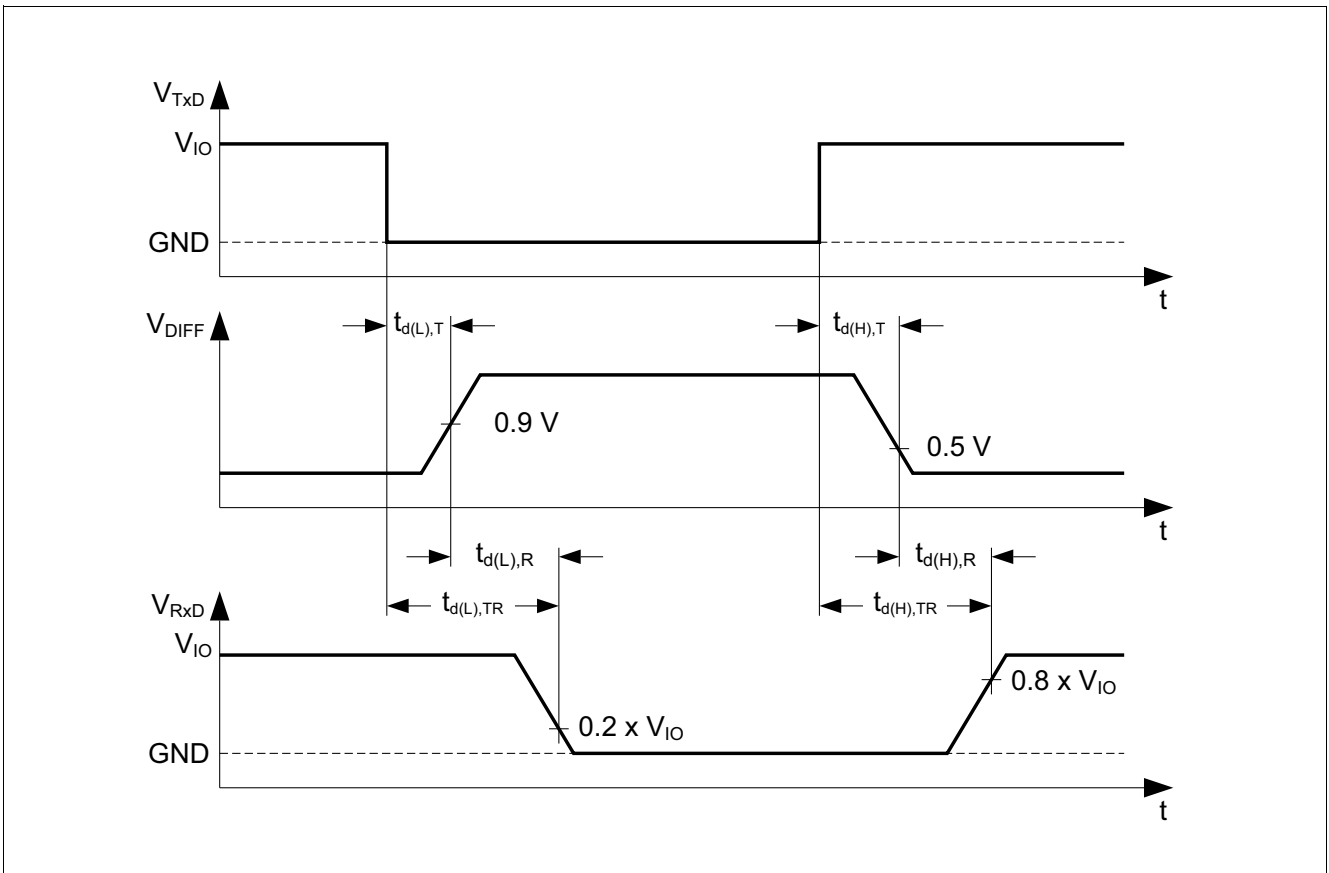 V_TxD
V_IO
GND
t
V_DIFF
t_d(L),T
t_d(H),T
0.9 V
0.5 V
t
t_d(L),R
t_d(H),R
V_RxD
t_d(L),TR
t_d(H),TR
V_IO
0.8 x V_IO
0.2 x V_IO
GND
t